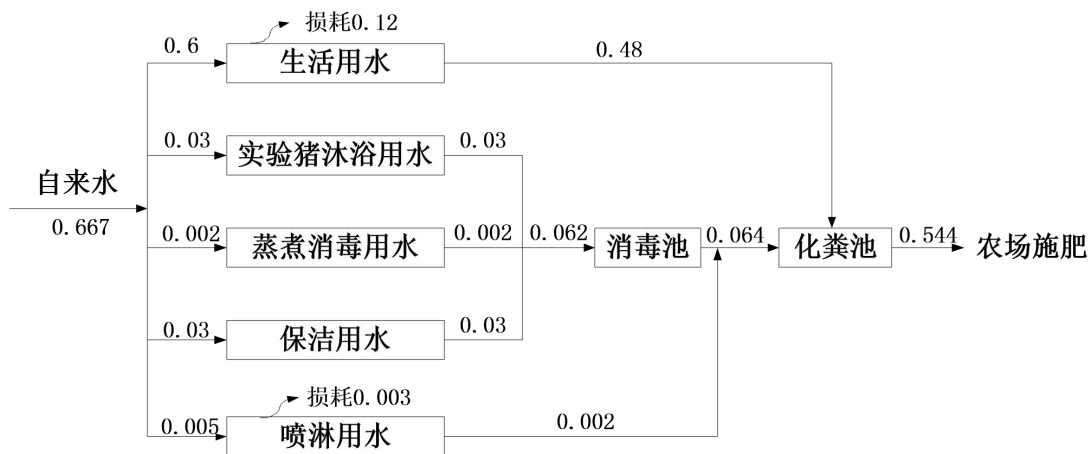 损耗0.12
0.6
生活用水
0.48
0.03
实验猪沐浴用水
0.03
自来水
0.667
0.002
蒸煮消毒用水
0.002
0.062
消毒池
0.064
化粪池
0.544
农场施肥
0.03
保洁用水
0.03
损耗0.003
0.005
喷淋用水
0.002